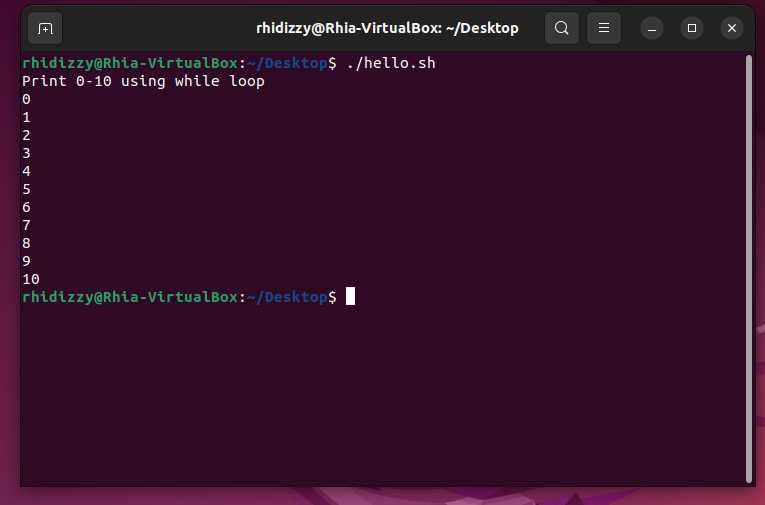 rhidizzy@Rhia-VirtualBox: ~/Desktop
rhidizzy@Rhia-VirtualBox:~/Desktop$ ./hello.sh
Print 0-10 using while loop
0
1
2
3
4
5
6
7
8
9
10
rhidizzy@Rhia-VirtualBox:~/Desktop$